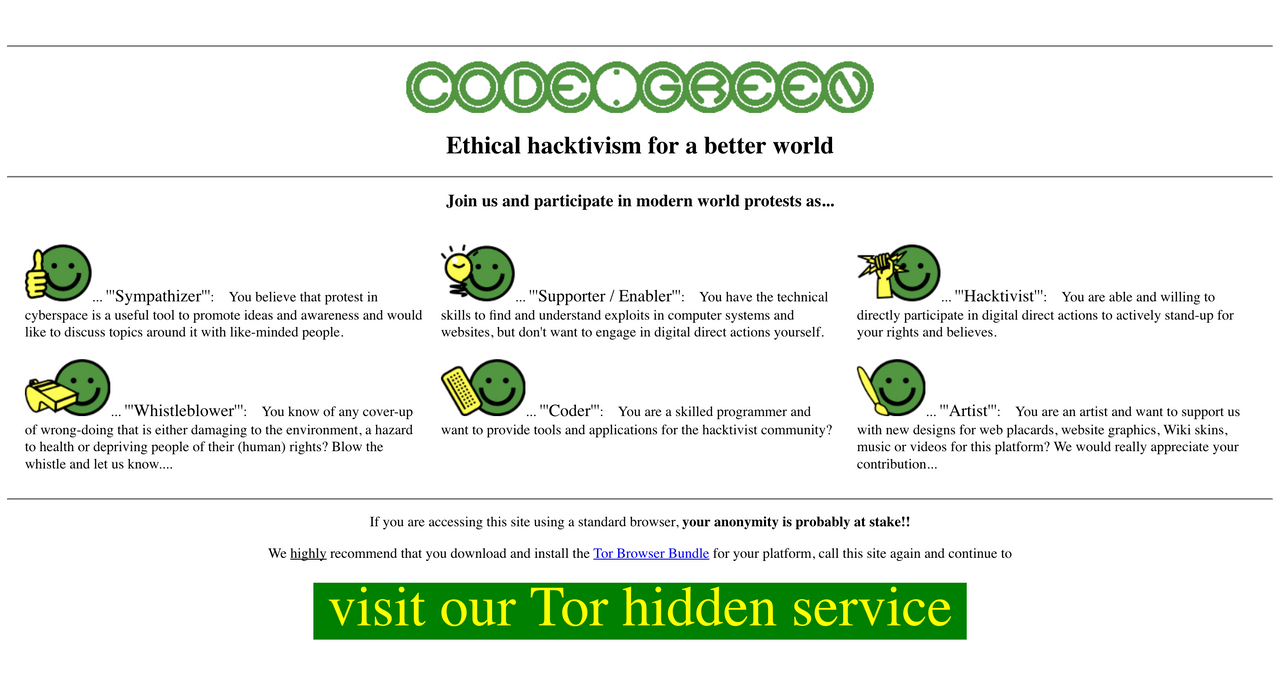 CODE:GREEN
Ethical hacktivism for a better world
Join us and participate in modern world protests as...
... '''Sympathizer''': You believe that protest in
cyberspace is a useful tool to promote ideas and awareness and would
like to discuss topics around it with like-minded people.
... '''Supporter / Enabler''': You have the technical
skills to find and understand exploits in computer systems and
websites, but don't want to engage in digital direct actions yourself.
... '''Hacktivist''': You are able and willing to
directly participate in digital direct actions to actively stand-up for
your rights and believes.
... '''Whistleblower''': You know of any cover-up
of wrong-doing that is either damaging to the environment, a hazard
to health or depriving people of their (human) rights? Blow the
whistle and let us know....
... '''Coder''': You are a skilled programmer and
want to provide tools and applications for the hacktivist community?
... '''Artist''': You are an artist and want to support us
with new designs for web placards, website graphics, Wiki skins,
music or videos for this platform? We would really appreciate your
contribution...
If you are accessing this site using a standard browser, your anonymity is probably at stake!!
We highly recommend that you download and install the Tor Browser Bundle for your platform, call this site again and continue to
visit our Tor hidden service